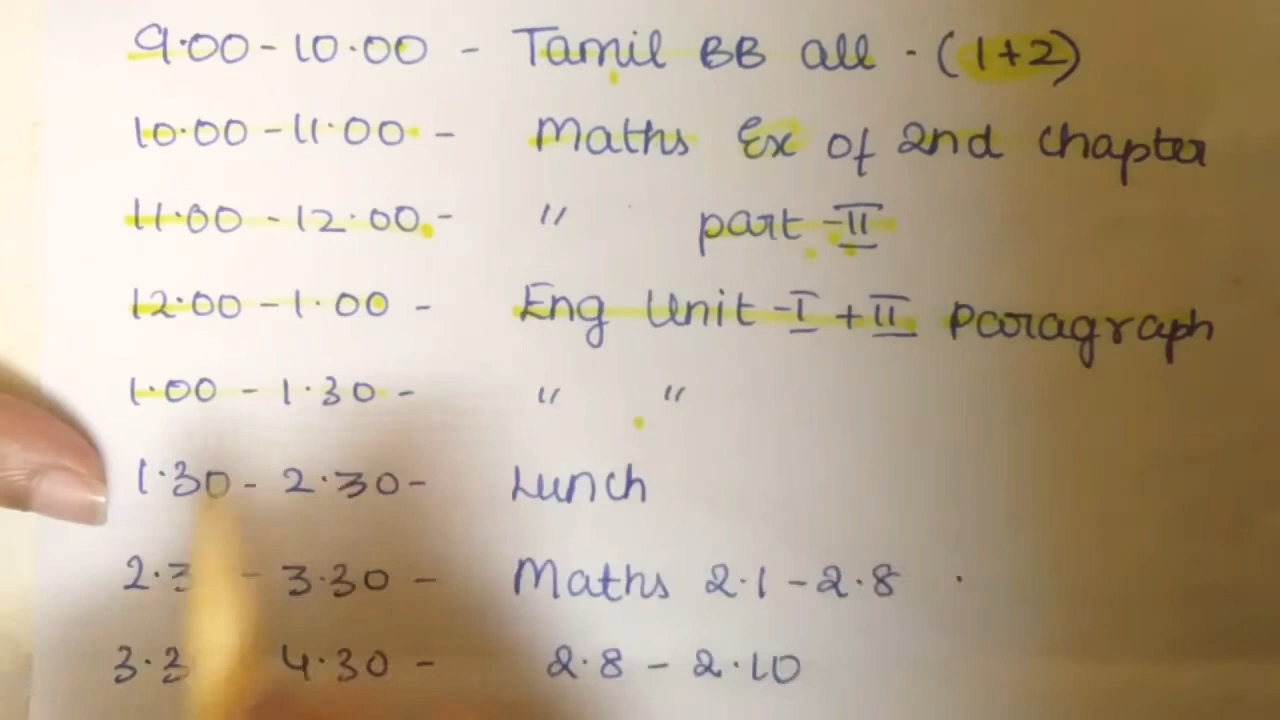 9.00 - 10.00 - Tamil BB all - (1+2)
10.00 - 11.00 - Maths Ex of 2nd chapter
11.00 - 12.00 - " part - II
12.00 - 1.00 - Eng Unit - I + II Paragraph
1.00 - 1.30 - " "
1.30 - 2.30 - Lunch
2.3 - 3.30 - Maths 2.1 - 2.8
3.3 4.30 - 2.8 - 2.10